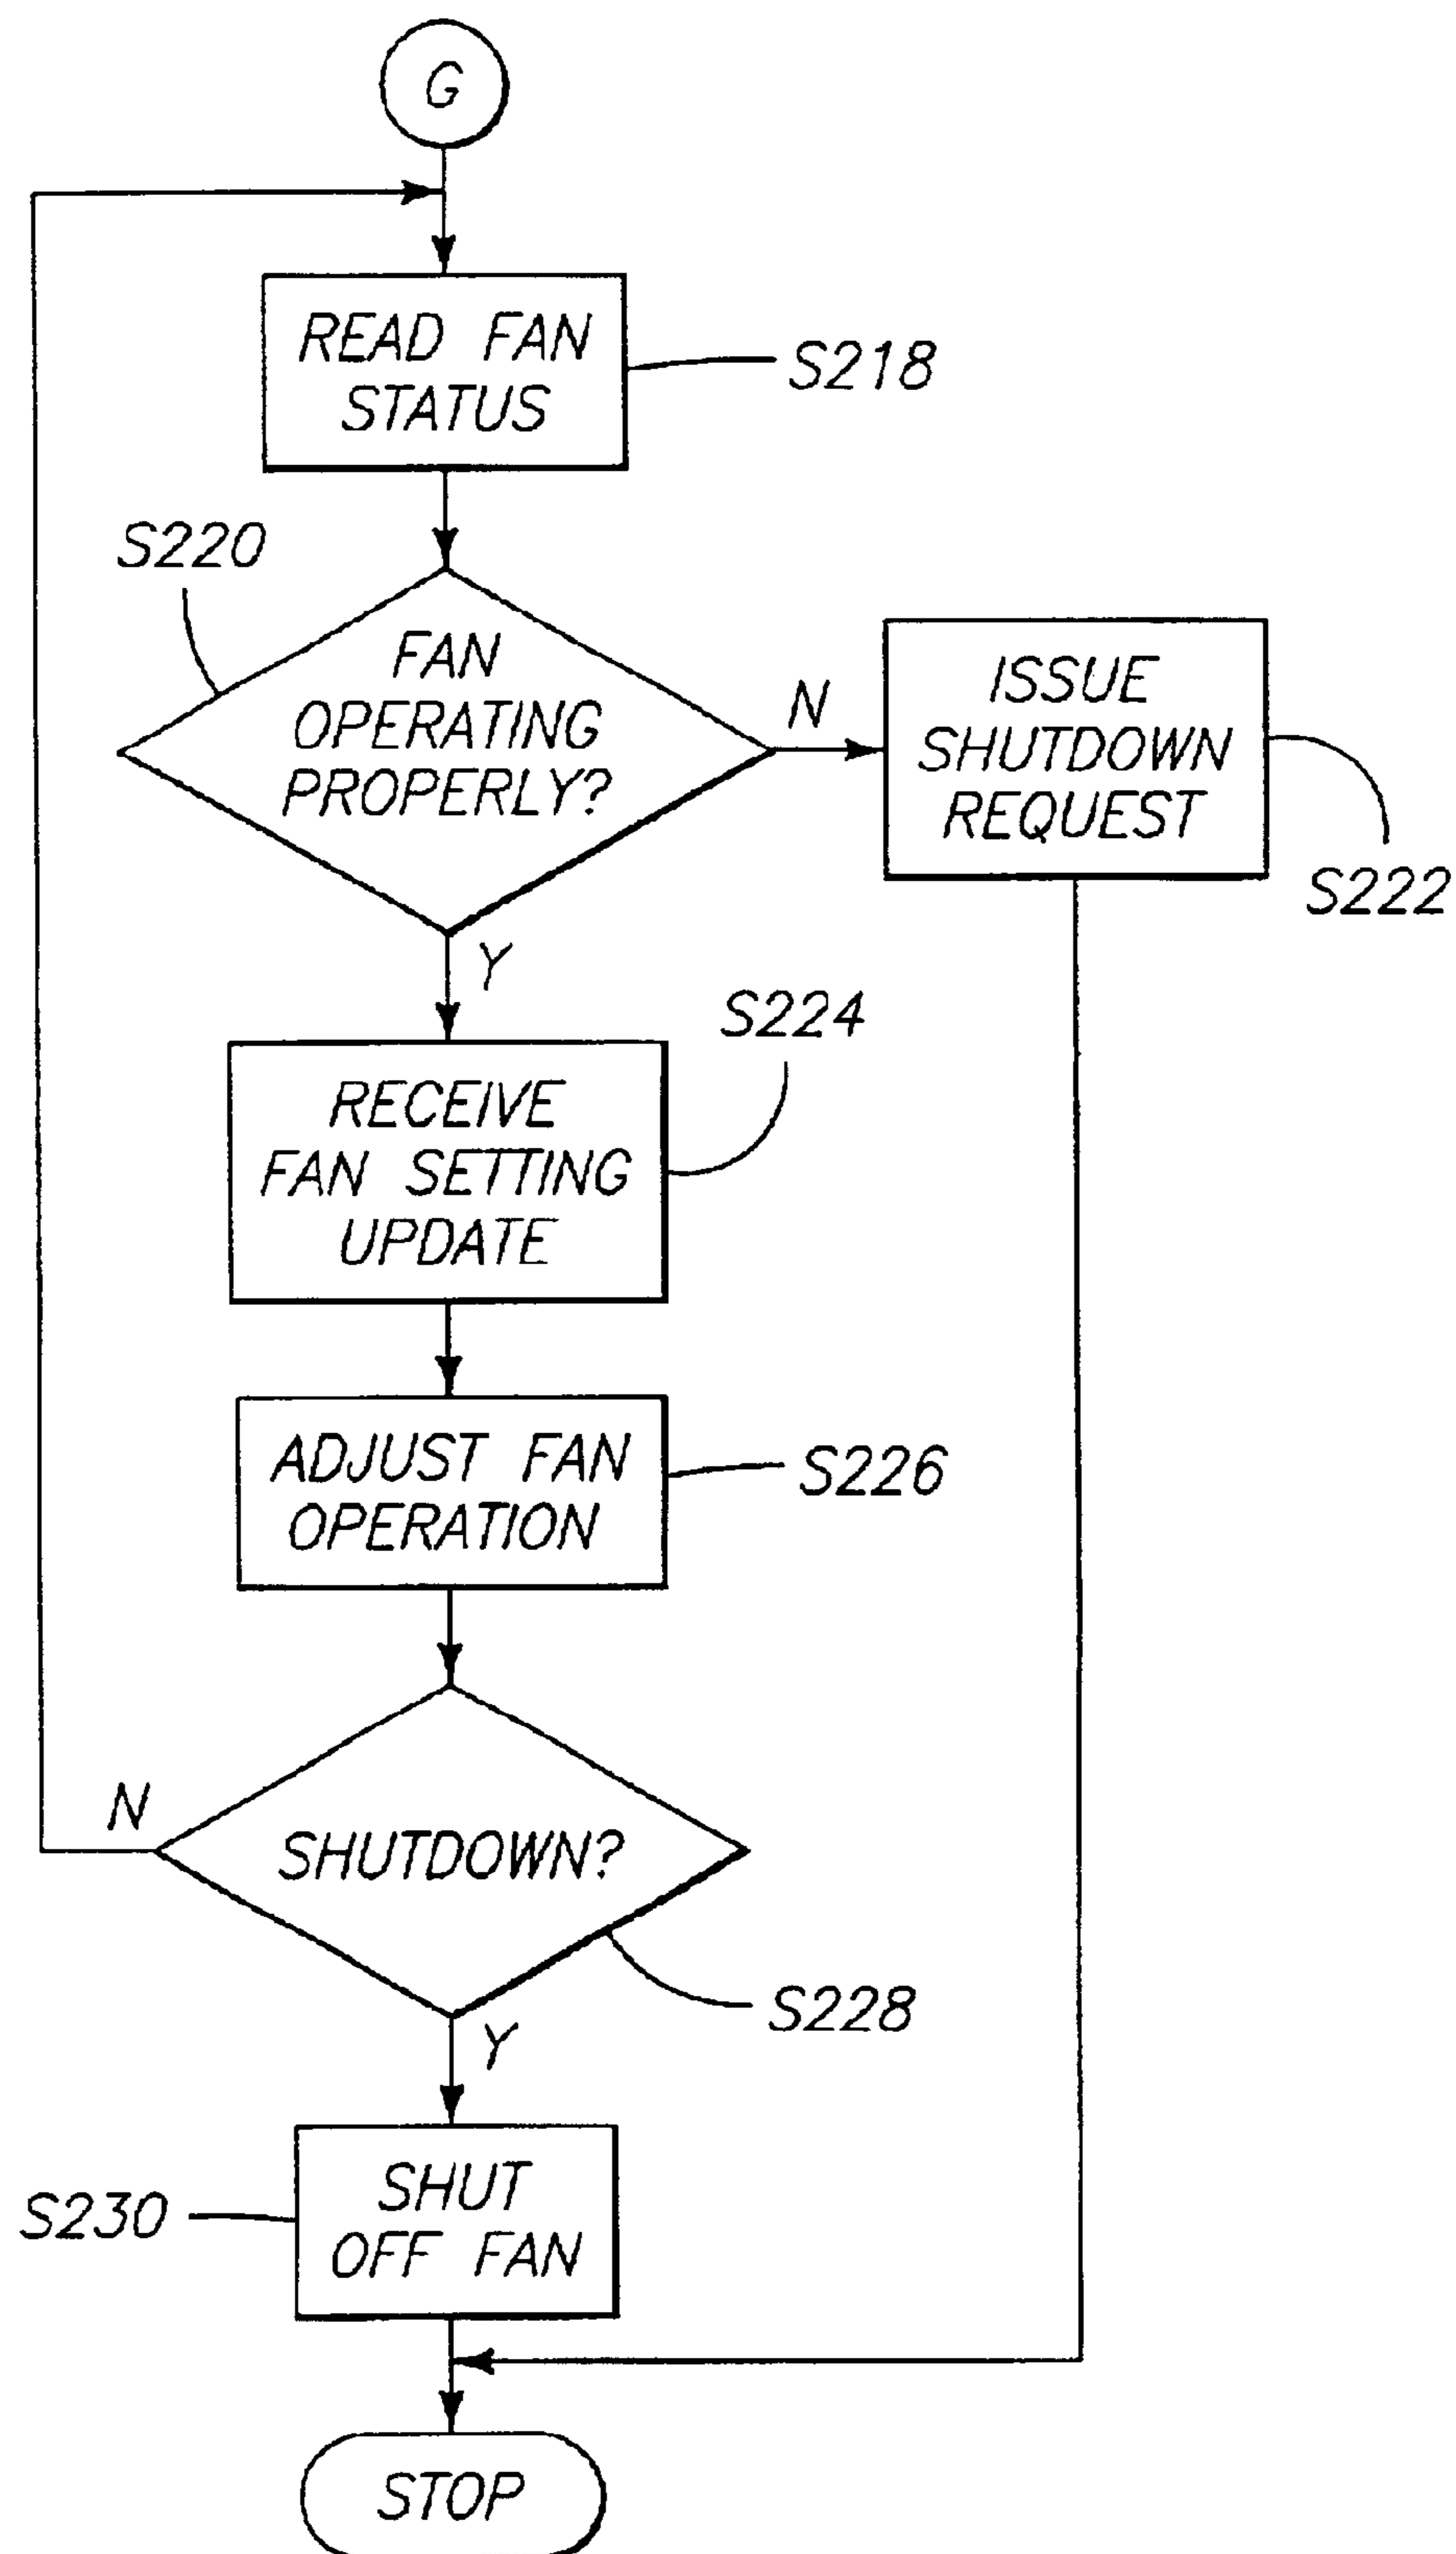 G
READ FAN
STATUS
S218
S220
FAN
OPERATING
PROPERLY?
N
ISSUE
SHUTDOWN
REQUEST
S222
Y
S224
RECEIVE
FAN SETTING
UPDATE
ADJUST FAN
OPERATION
S226
N
SHUTDOWN?
S228
Y
S230
SHUT
OFF FAN
STOP